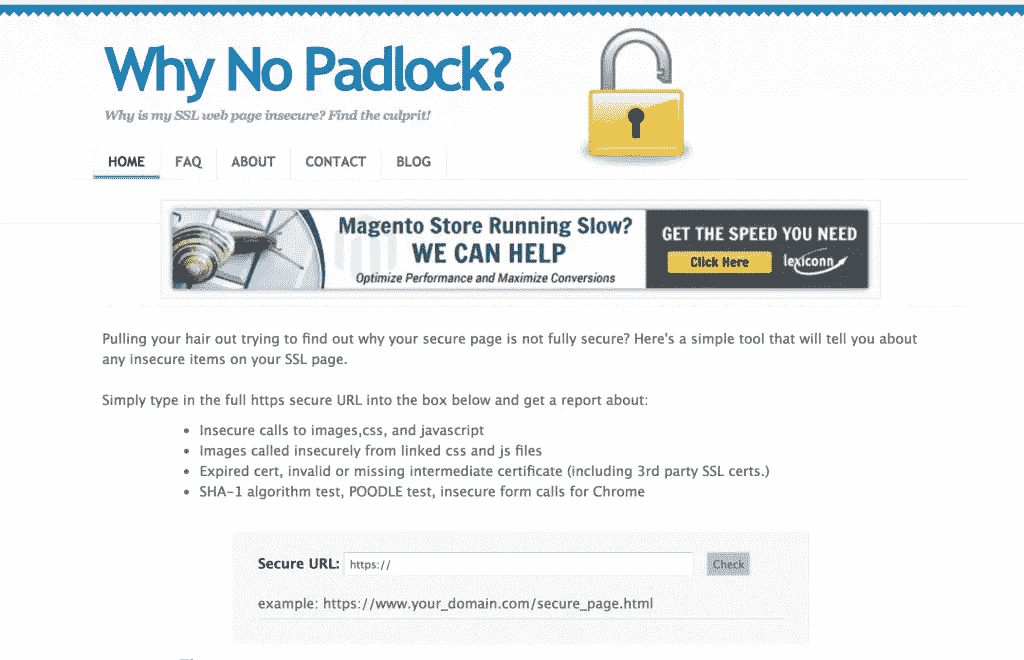 Why No Padlock?
Why is my SSL web page insecure? Find the culprit!
HOME FAQ ABOUT CONTACT BLOG
Magento Store Running Slow?
WE CAN HELP
Optimize Performance and Maximize Conversions
GET THE SPEED YOU NEED
Click Here lexiconn
Pulling your hair out trying to find out why your secure page is not fully secure? Here's a simple tool that will tell you about
any insecure items on your SSL page.
Simply type in the full https secure URL into the box below and get a report about:
• Insecure calls to images,css, and javascript
• Images called insecurely from linked css and js files
• Expired cert, invalid or missing intermediate certificate (including 3rd party SSL certs.)
• SHA-1 algorithm test, POODLE test, insecure form calls for Chrome
Secure URL: https:// Check
example: https://www.your_domain.com/secure_page.html